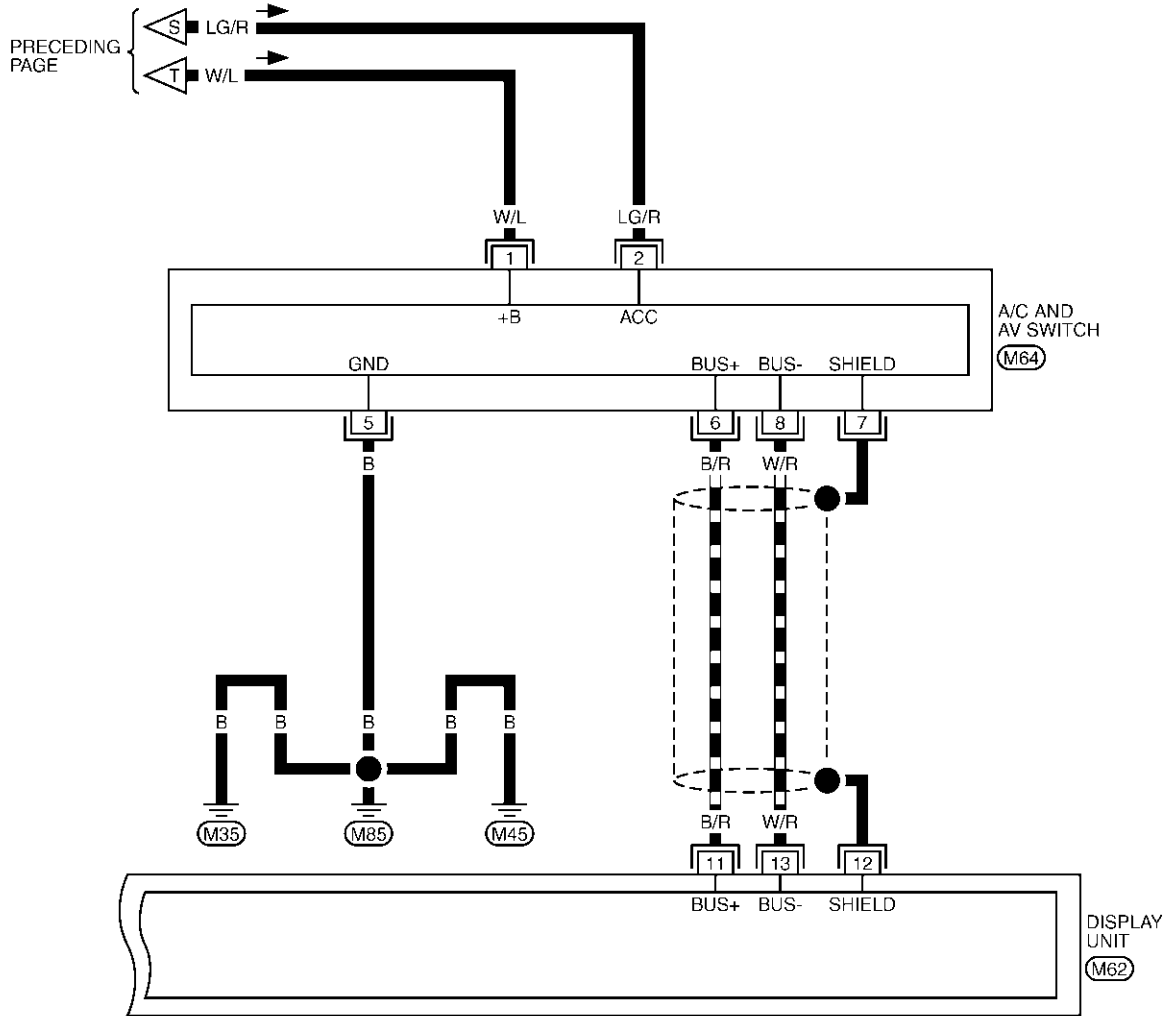 S LG/R
PRECEDING
PAGE
T W/L
W/L LG/R
1 2
+B ACC
A/C AND
AV SWITCH
M64
GND BUS+ BUS- SHIELD
5 6 8 7
B B/R W/R
B B B B B
M35 M85 M45
B/R W/R
11 13 12
BUS+ BUS- SHIELD
DISPLAY
UNIT
M62